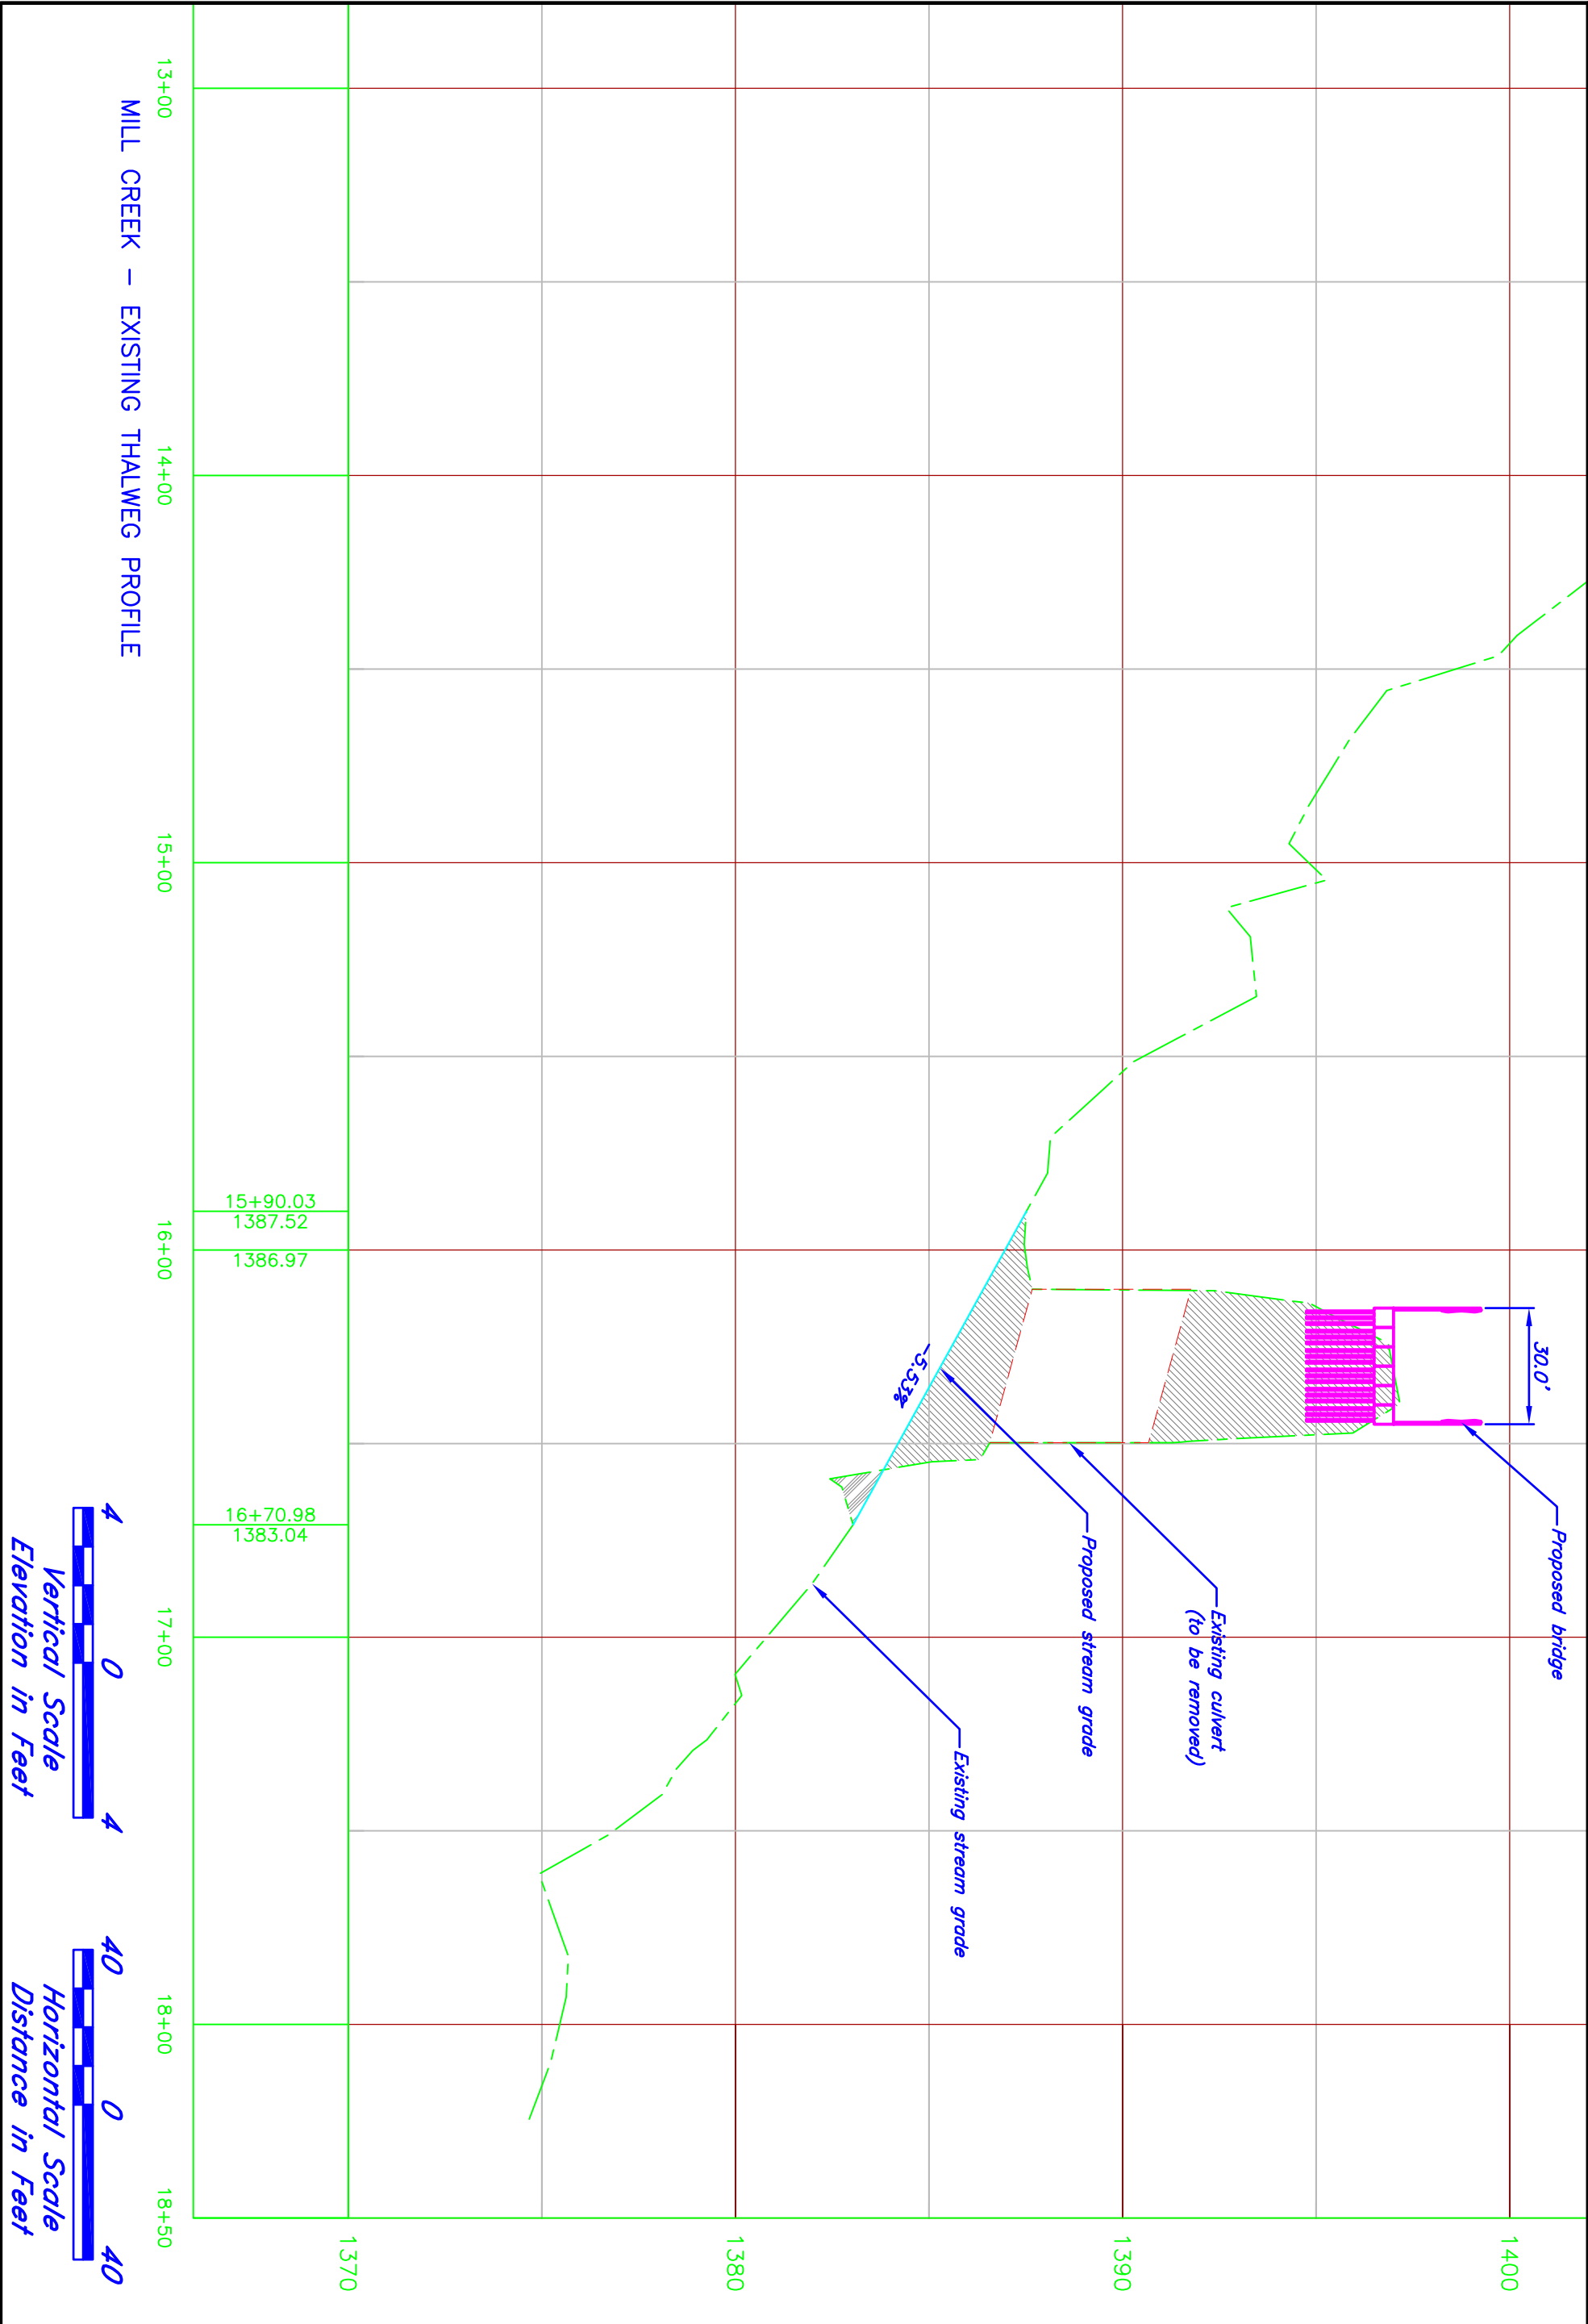 30.0'
Proposed bridge
Existing culvert
(to be removed)
Proposed stream grade
Existing stream grade
-5.53%
1400
1390
1380
1370
15+90.03
1387.52
1386.97
16+70.98
1383.04
13+00
14+00
15+00
16+00
17+00
18+00
18+50
MILL CREEK - EXISTING THALWEG PROFILE
4 0 4
Vertical Scale
Elevation in Feet
40 0 40
Horizontal Scale
Distance in Feet